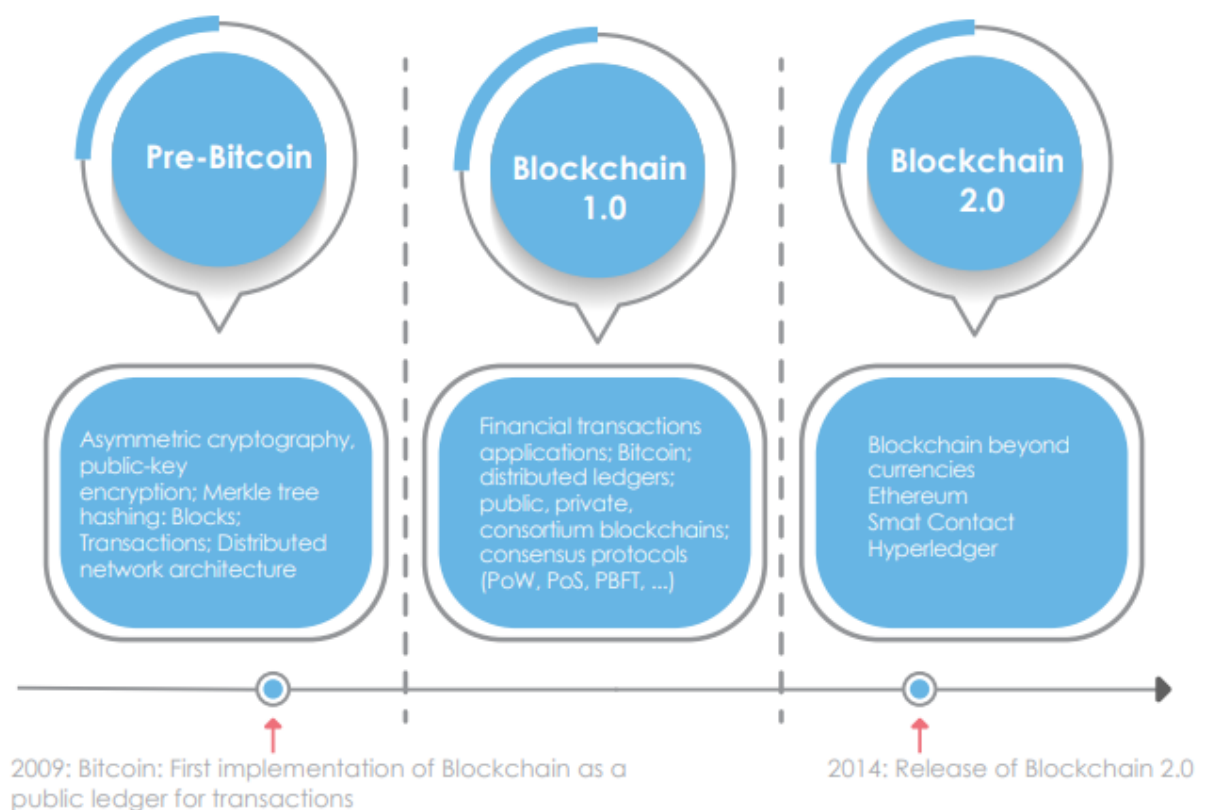 Pre-Bitcoin
Blockchain
1.0
Blockchain
2.0
Asymmetric cryptography,
public-key
encryption; Merkle tree
hashing: Blocks;
Transactions; Distributed
network architecture
Financial transactions
applications; Bitcoin;
distributed ledgers;
public, private,
consortium blockchains;
consensus protocols
(PoW, PoS, PBFT, ...)
Blockchain beyond
currencies
Ethereum
Smat Contact
Hyperledger
2009: Bitcoin: First implementation of Blockchain as a
public ledger for transactions
2014: Release of Blockchain 2.0